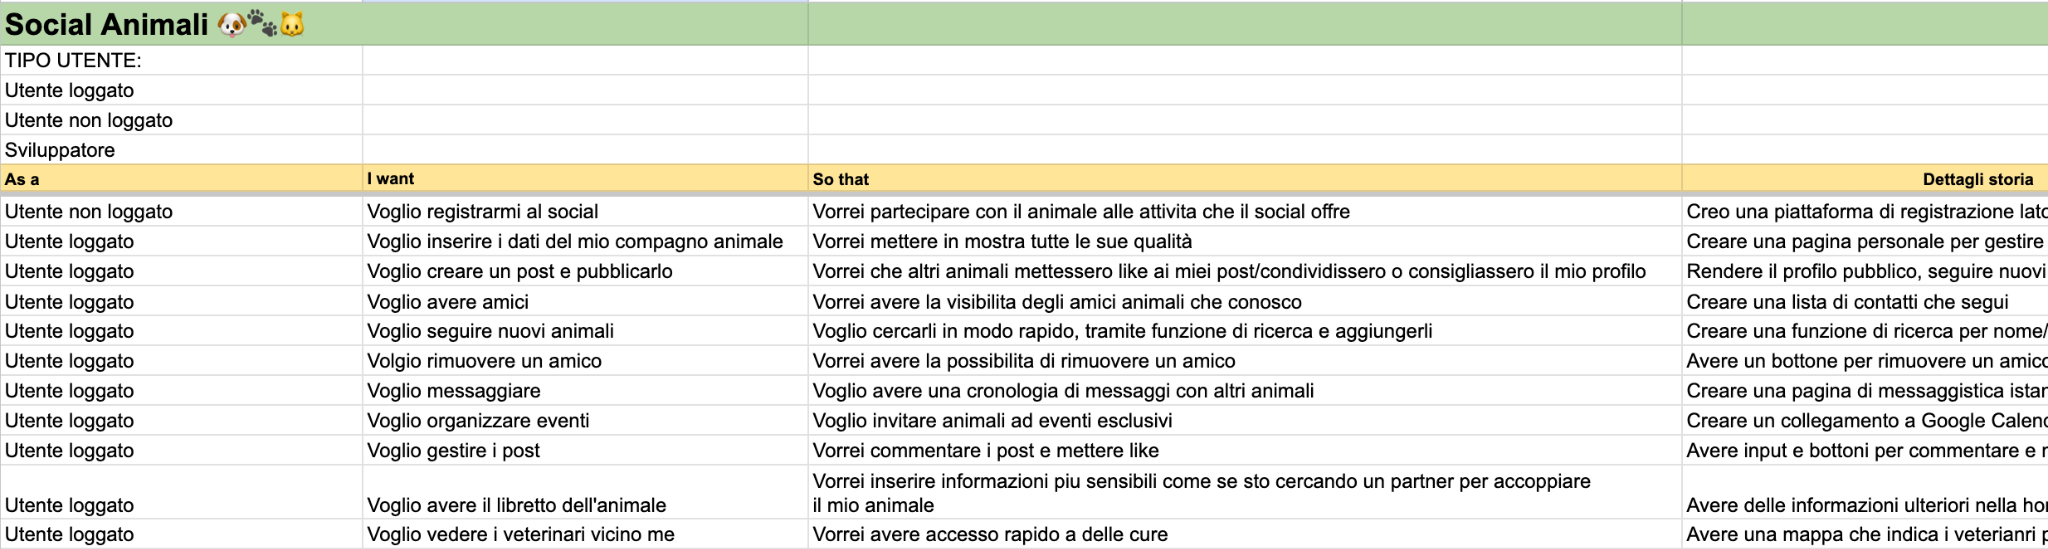 Social Animali 🐶🐾🐱
TIPO UTENTE:
Utente loggato
Utente non loggato
Sviluppatore
As a I want So that Dettagli storia
Utente non loggato Voglio registrarmi al social Vorrei partecipare con il animale alle attivita che il social offre Creo una piattaforma di registrazione lato
Utente loggato Voglio inserire i dati del mio compagno animale Vorrei mettere in mostra tutte le sue qualità Creare una pagina personale per gestire
Utente loggato Voglio creare un post e pubblicarlo Vorrei che altri animali mettessero like ai miei post/condividissero o consigliassero il mio profilo Rendere il profilo pubblico, seguire nuovi
Utente loggato Voglio avere amici Vorrei avere la visibilita degli amici animali che conosco Creare una lista di contatti che segui
Utente loggato Voglio seguire nuovi animali Voglio cercarli in modo rapido, tramite funzione di ricerca e aggiungerli Creare una funzione di ricerca per nome/
Utente loggato Volgio rimuovere un amico Vorrei avere la possibilita di rimuovere un amico Avere un bottone per rimuovere un amico
Utente loggato Voglio messaggiare Voglio avere una cronologia di messaggi con altri animali Creare una pagina di messaggistica
Utente loggato Voglio organizzare eventi Voglio invitare animali ad eventi esclusivi Creare un collegamento a Google
Utente loggato Voglio gestire i post Vorrei commentare i post e mettere like Avere input e bottoni per commentare e
Vorrei inserire informazioni piu sensibili come se sto cercando un partner per accoppiare
Utente loggato Voglio avere il libretto dell'animale il mio animale Avere delle informazioni ulteriori nella
Utente loggato Voglio vedere i veterinari vicino me Vorrei avere accesso rapido a delle cure Avere una mappa che indica i veterianri